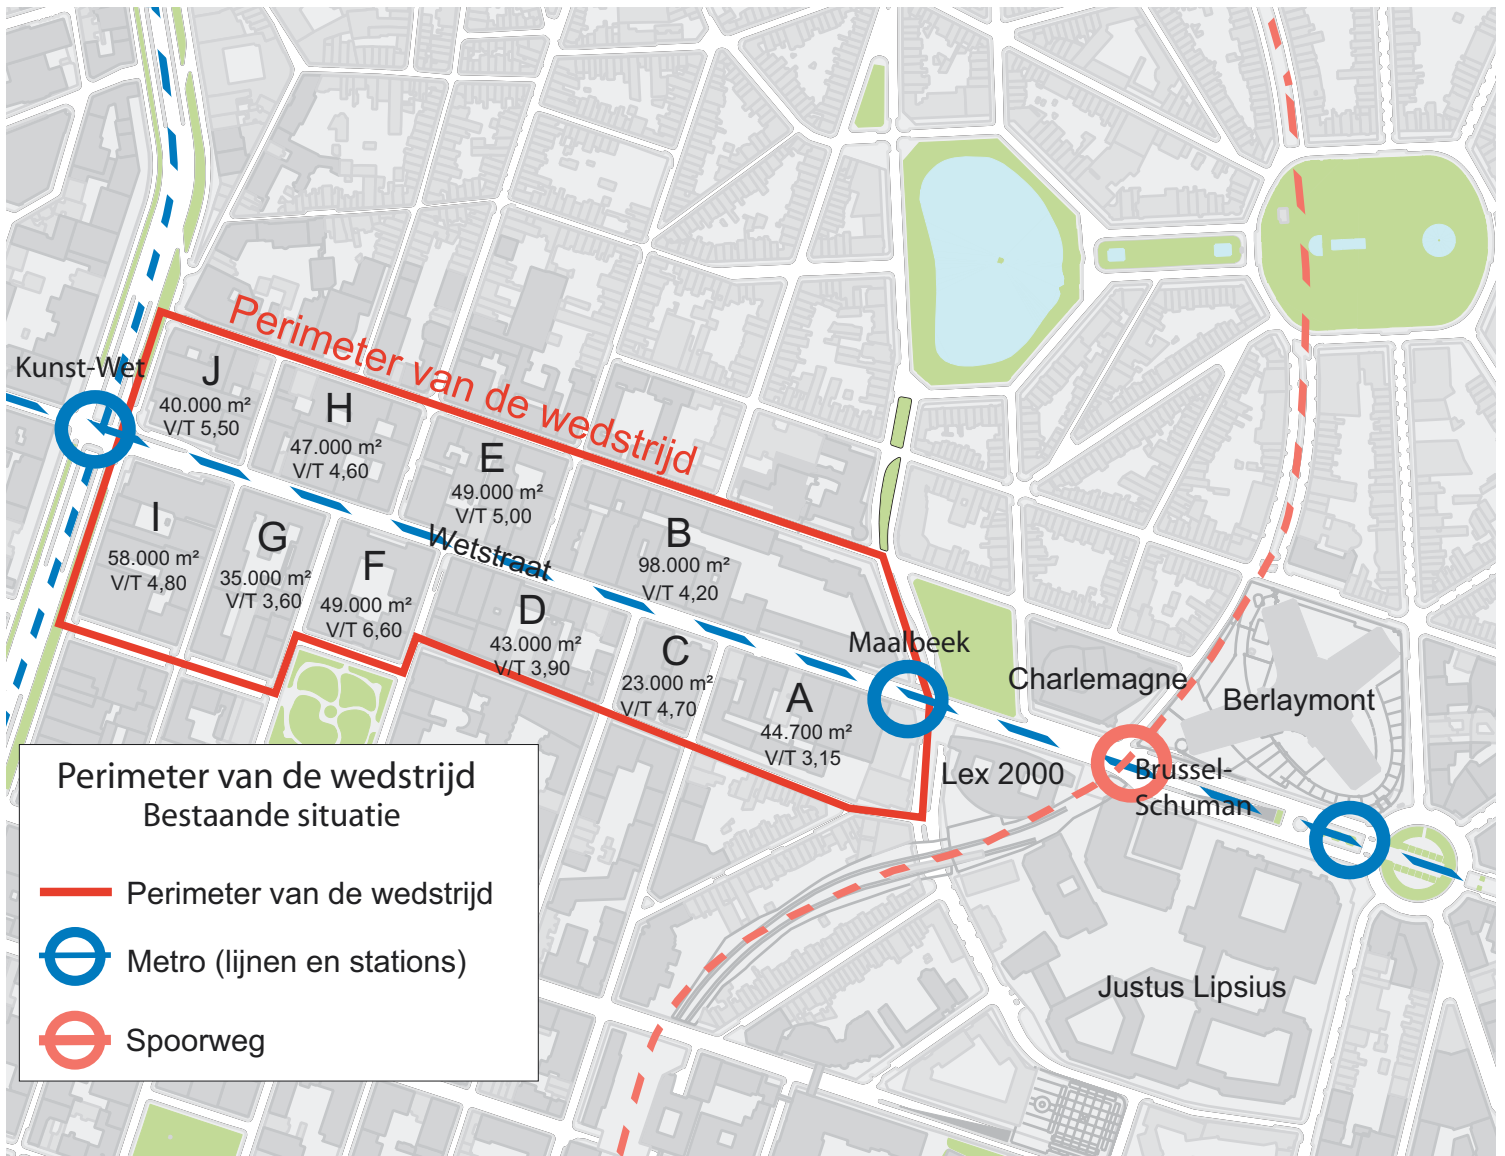 Perimeter van de wedstrijd
Kunst-Wet
J
40.000 m²
V/T 5,50
H
47.000 m²
V/T 4,60
E
49.000 m²
V/T 5,00
B
98.000 m²
V/T 4,20
I
58.000 m²
V/T 4,80
G
35.000 m²
V/T 3,60
F
49.000 m²
V/T 6,60
Wetstraat
D
43.000 m²
V/T 3,90
C
23.000 m²
V/T 4,70
A
44.700 m²
V/T 3,15
Maalbeek
Charlemagne
Berlaymont
Lex 2000
Brussel-
Schuman
Justus Lipsius
Perimeter van de wedstrijd
Bestaande situatie
Perimeter van de wedstrijd
Metro (lijnen en stations)
Spoorweg